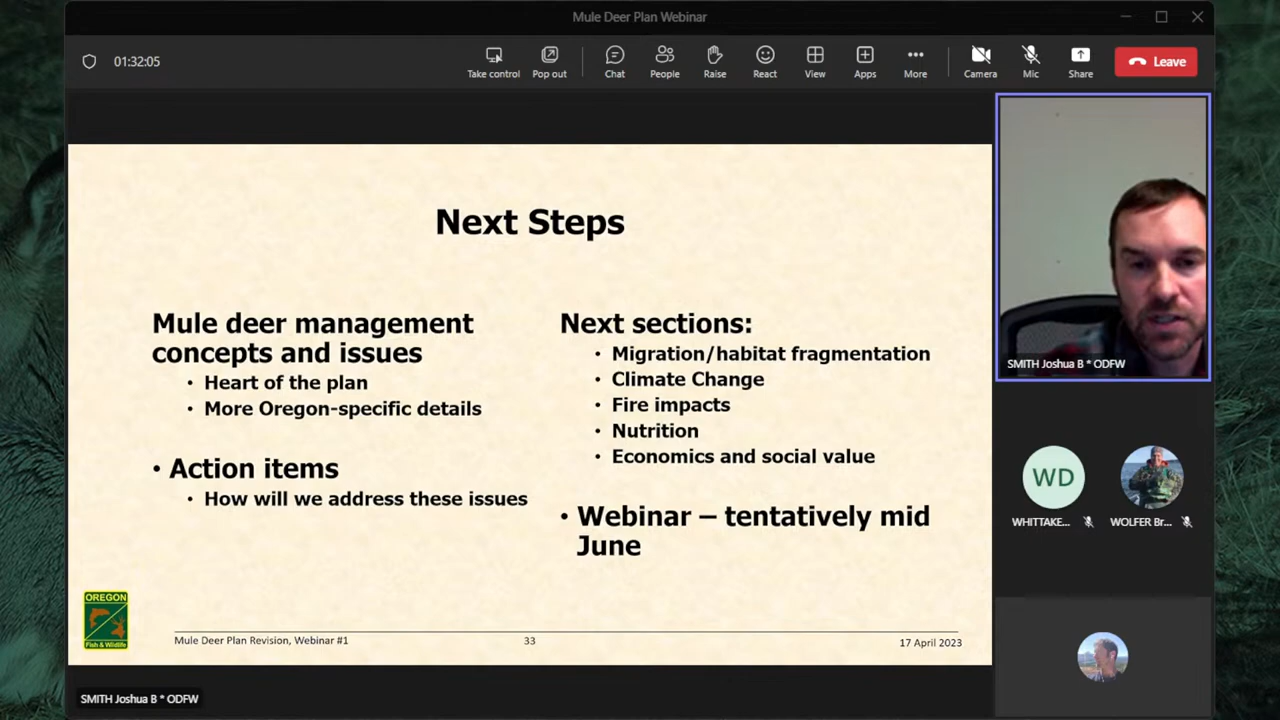 Mule Deer Plan Webinar
01:32:05
Take control
Pop out
Chat
People
Raise
React
View
Apps
More
Camera
Mic
Share
Leave
Next Steps
Mule deer management
concepts and issues
• Heart of the plan
• More Oregon-specific details
• Action items
• How will we address these issues
Next sections:
• Migration/habitat fragmentation
• Climate Change
• Fire impacts
• Nutrition
• Economics and social value
• Webinar – tentatively mid
June
OREGON
Fish & Wildlife
Mule Deer Plan Revision, Webinar #1
33
17 April 2023
SMITH Joshua B * ODFW
SMITH Joshua B * ODFW
WD
WHITTAKE...
WOLFER Br...